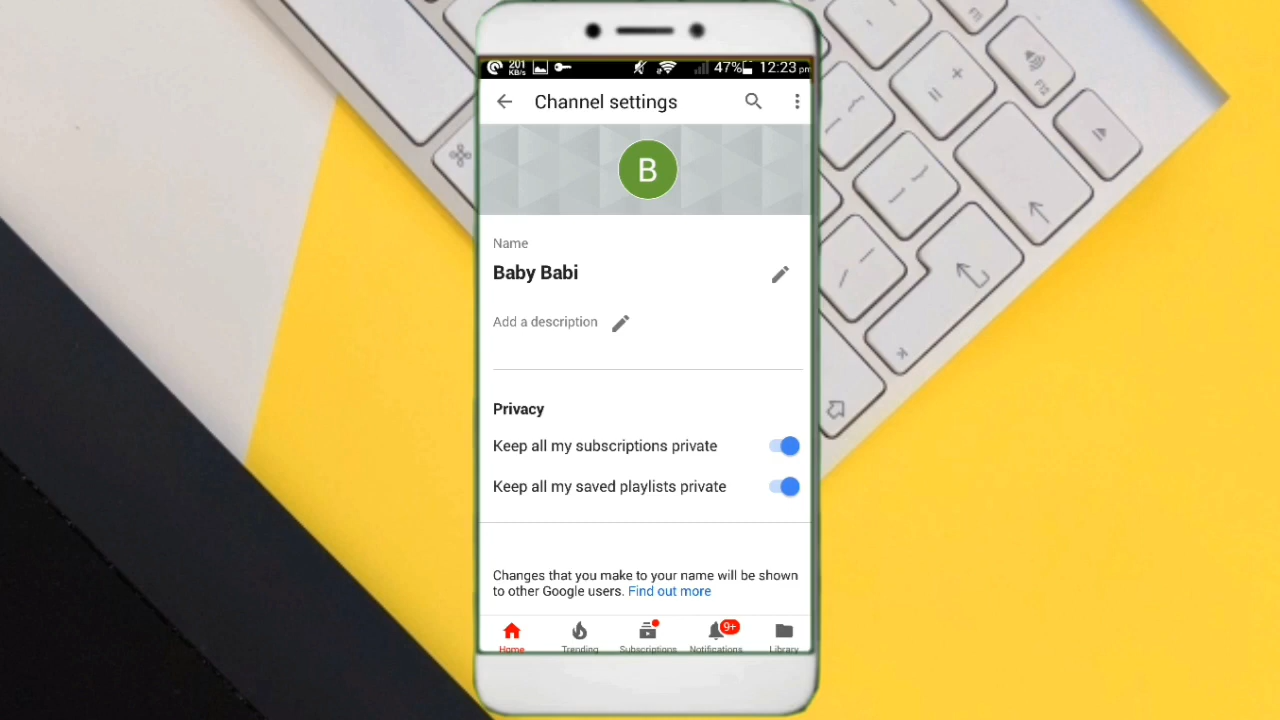 201 KB/s 47% 12:23 pm
Channel settings
B
Name
Baby Babi
Add a description
Privacy
Keep all my subscriptions private
Keep all my saved playlists private
Changes that you make to your name will be shown
to other Google users. Find out more
9+
Home Trending Subscriptions Notifications Library
F11
F12